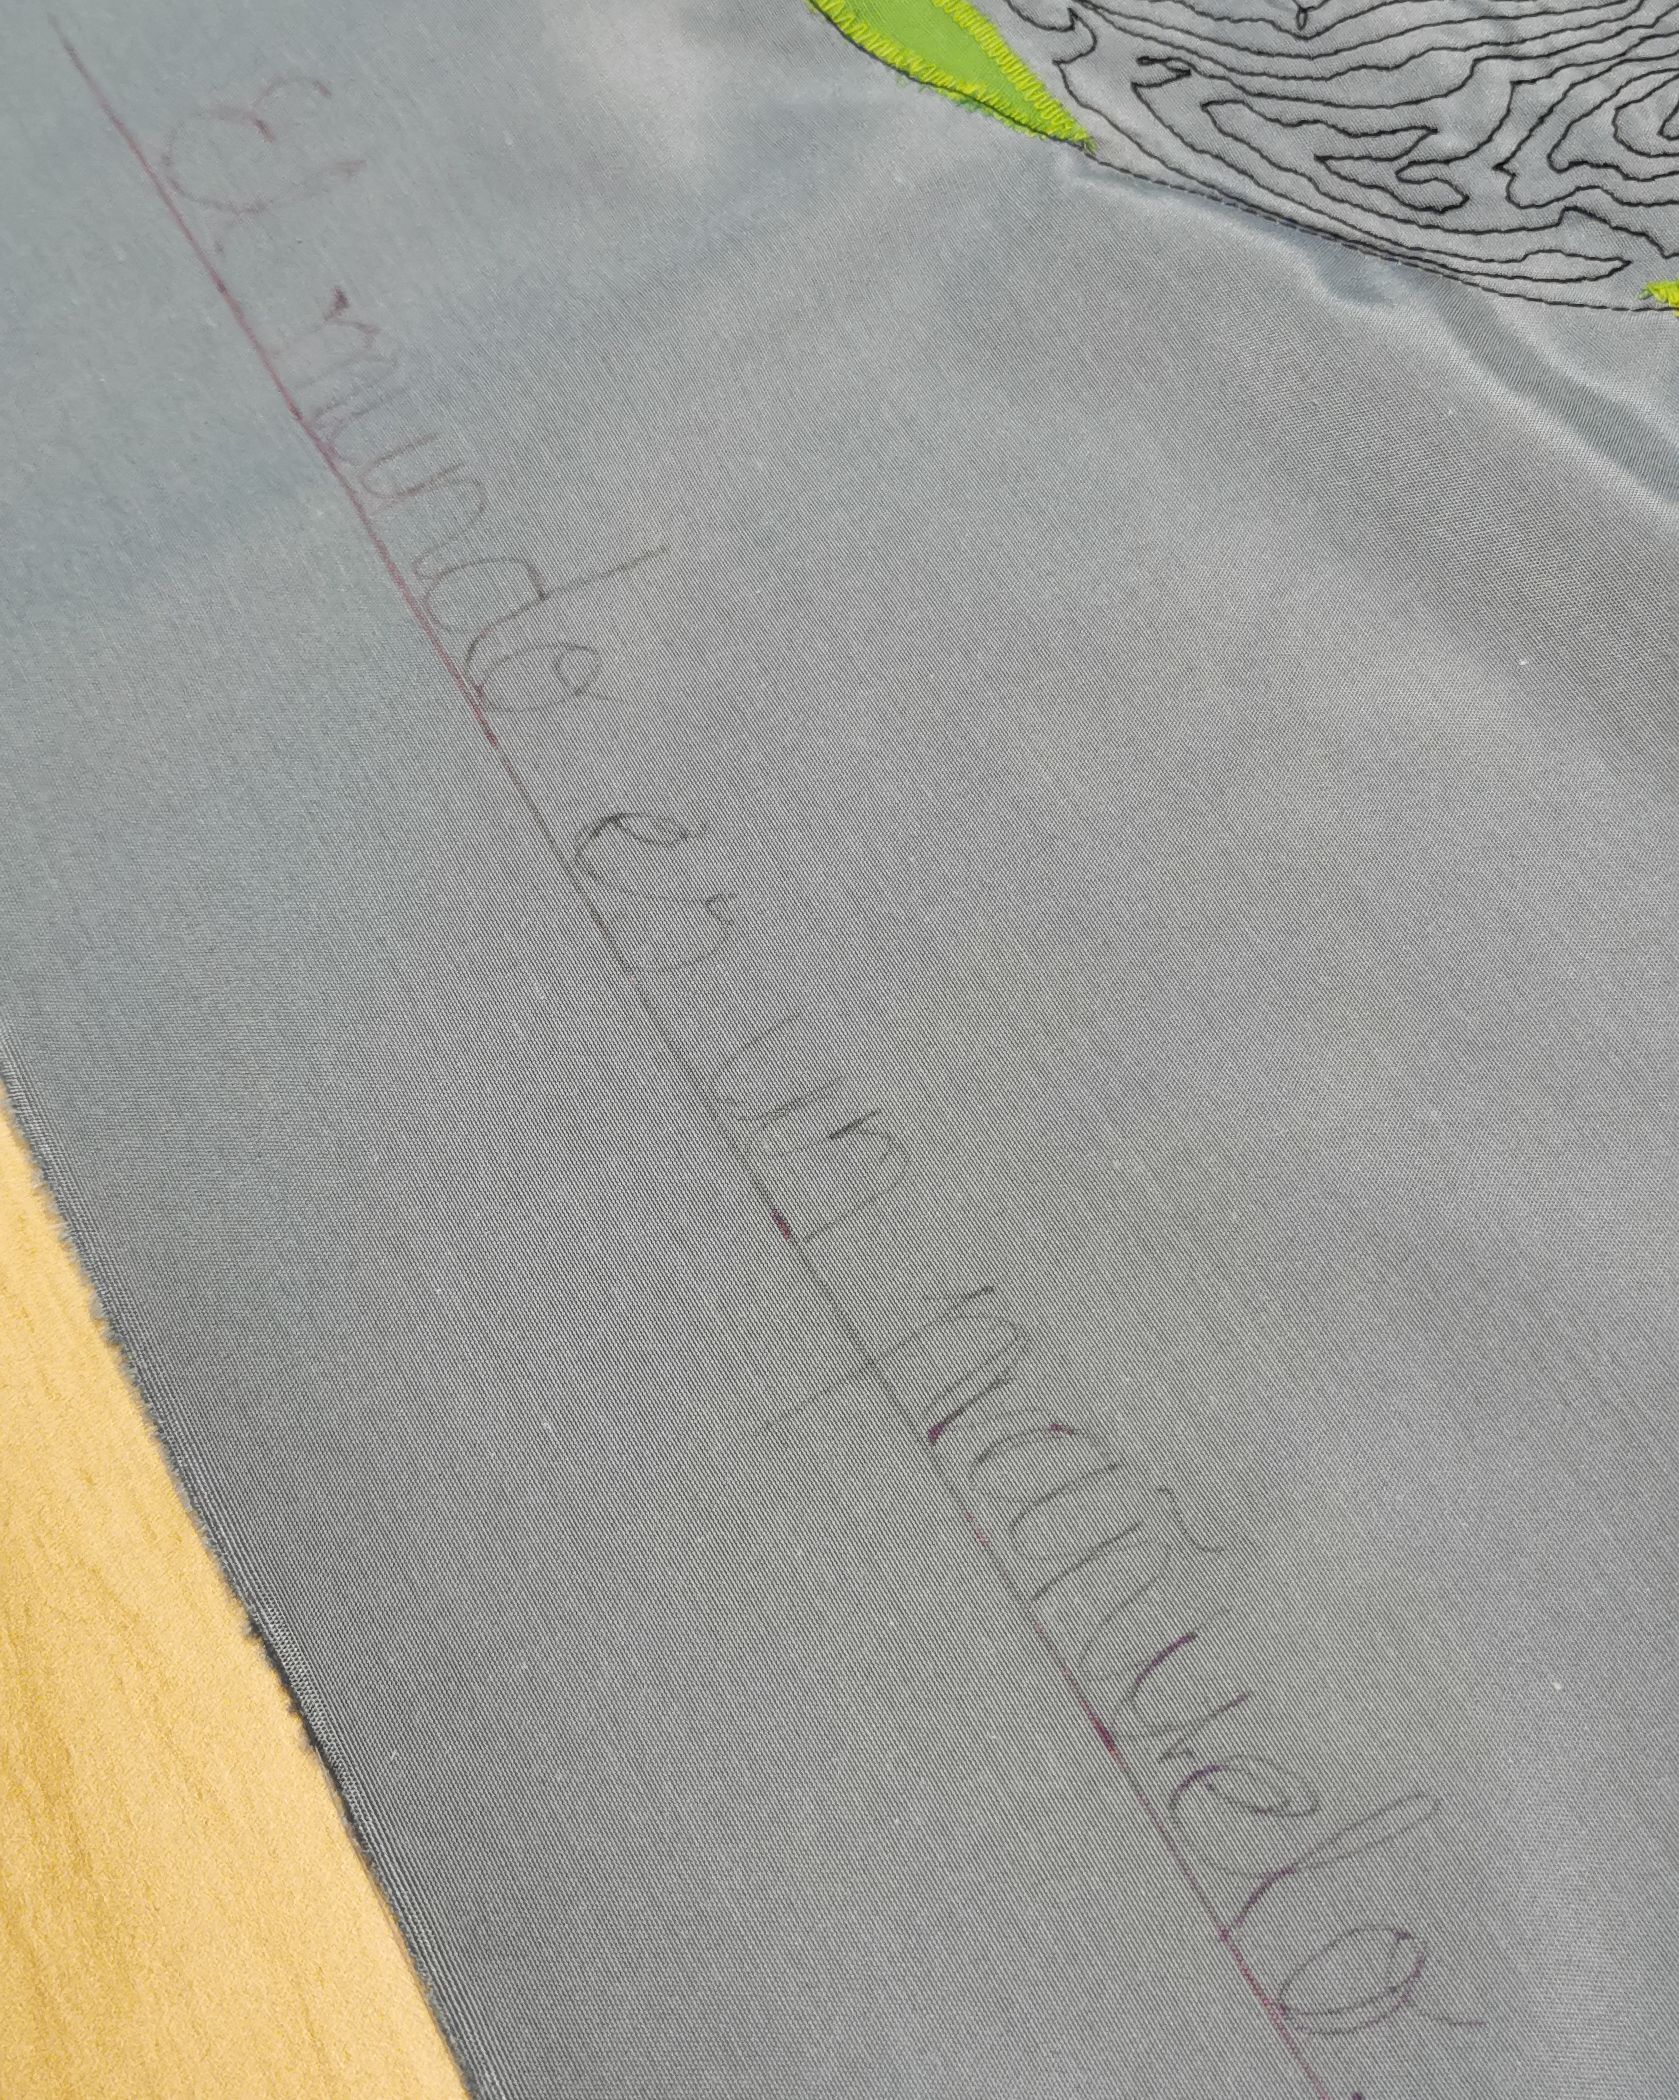 El mundo es un pañuelo